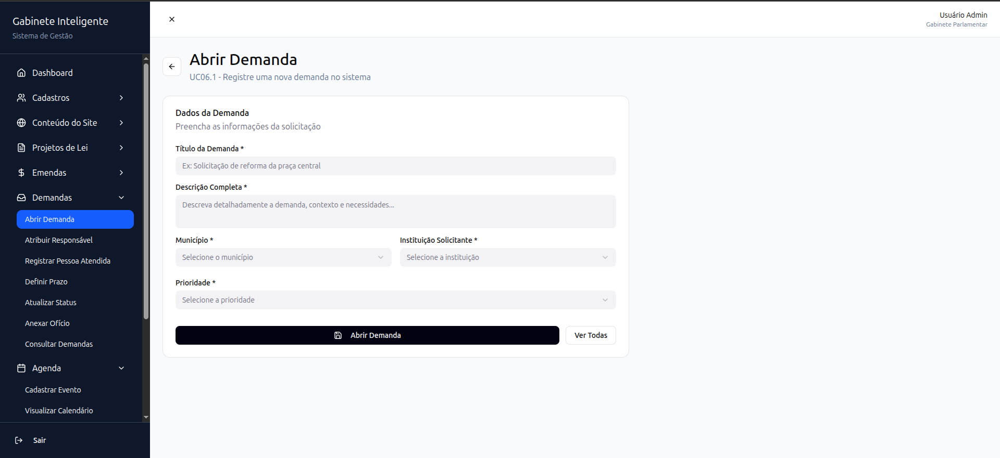 Gabinete Inteligente
Sistema de Gestão
Dashboard
Cadastros
Conteúdo do Site
Projetos de Lei
Emendas
Demandas
Abrir Demanda
Atribuir Responsável
Registrar Pessoa Atendida
Definir Prazo
Atualizar Status
Anexar Ofício
Consultar Demandas
Agenda
Cadastrar Evento
Visualizar Calendário
Sair
Usuário Admin
Gabinete Parlamentar
Abrir Demanda
UC06.1 - Registre uma nova demanda no sistema
Dados da Demanda
Preencha as informações da solicitação
Título da Demanda *
Ex: Solicitação de reforma da praça central
Descrição Completa *
Descreva detalhadamente a demanda, contexto e necessidades...
Município *
Selecione o município
Instituição Solicitante *
Selecione a instituição
Prioridade *
Selecione a prioridade
Abrir Demanda
Ver Todas